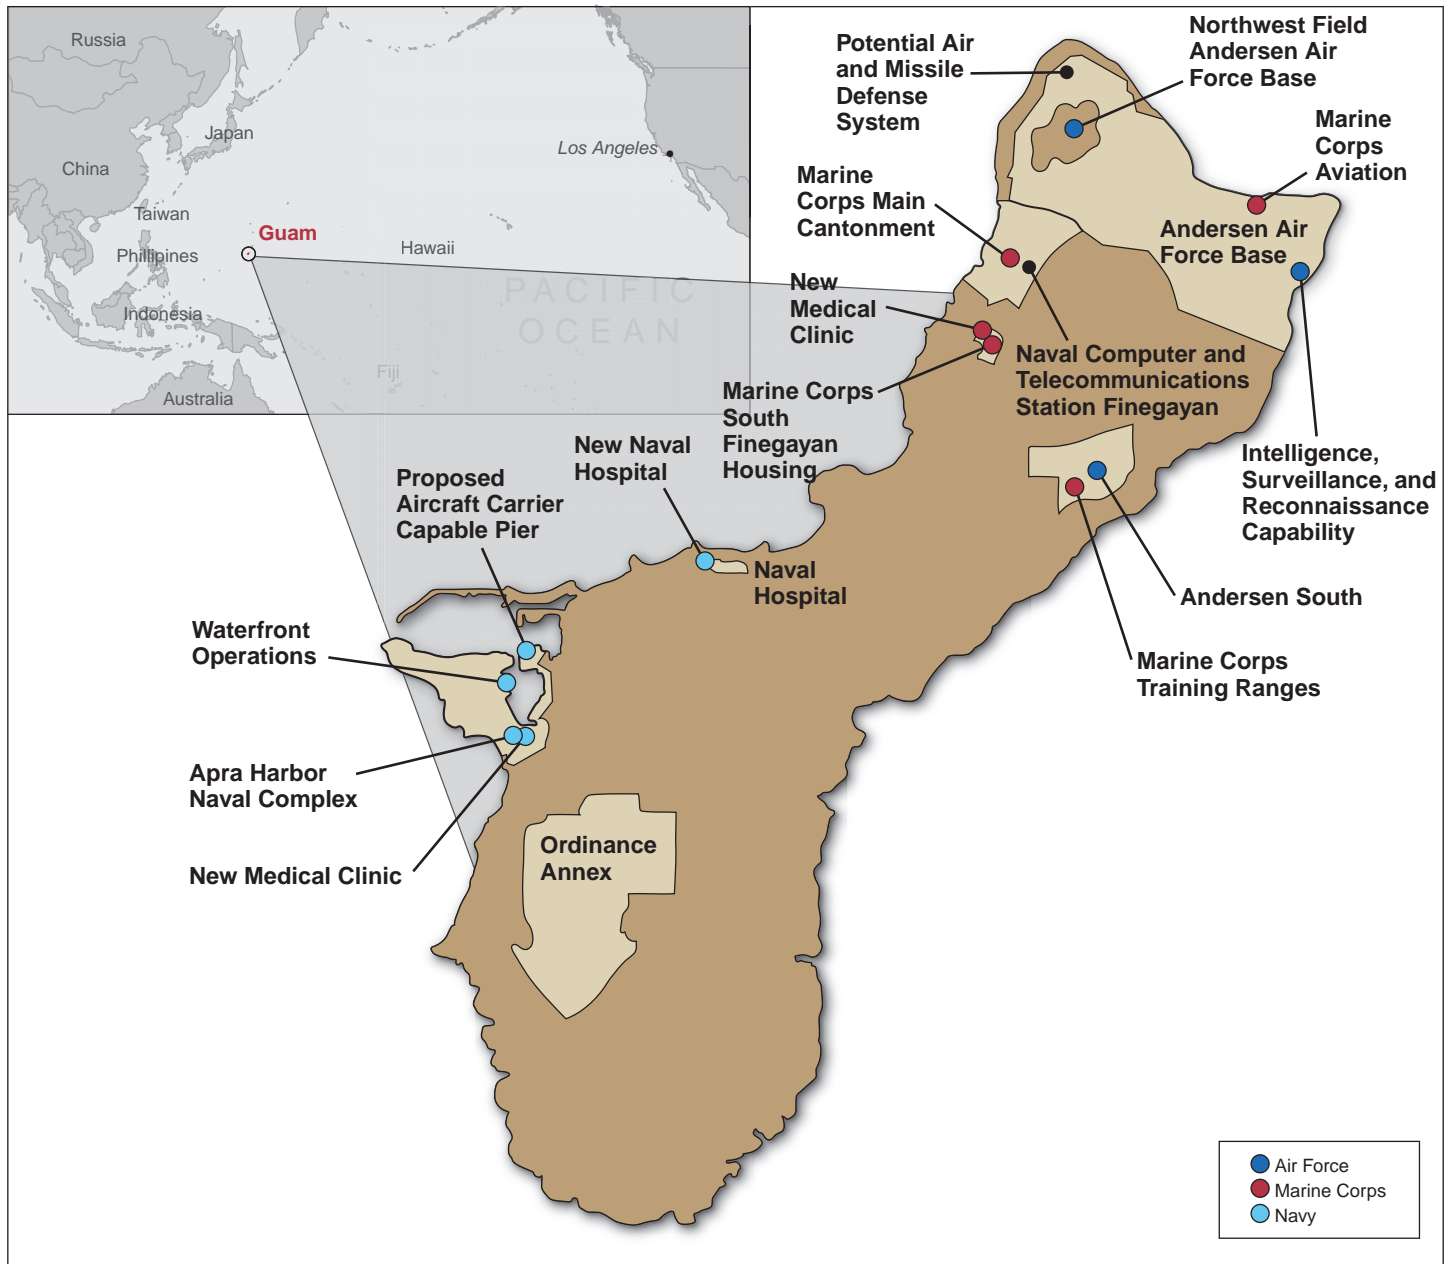 Russia
Japan
China
Taiwan
Phillipines
Indonesia
Australia
Guam
Hawaii
Los Angeles
PACIFIC
OCEAN
Fiji
Potential Air
and Missile
Defense
System
Northwest Field
Andersen Air
Force Base
Marine
Corps
Aviation
Marine
Corps Main
Cantonment
Andersen Air
Force Base
New
Medical
Clinic
Naval Computer and
Telecommunications
Station Finegayan
Marine Corps
South
Finegayan
Housing
Intelligence,
Surveillance, and
Reconnaissance
Capability
New Naval
Hospital
Proposed
Aircraft Carrier
Capable Pier
Naval
Hospital
Andersen South
Waterfront
Operations
Marine Corps
Training Ranges
Apra Harbor
Naval Complex
New Medical Clinic
Ordinance
Annex
Air Force
Marine Corps
Navy